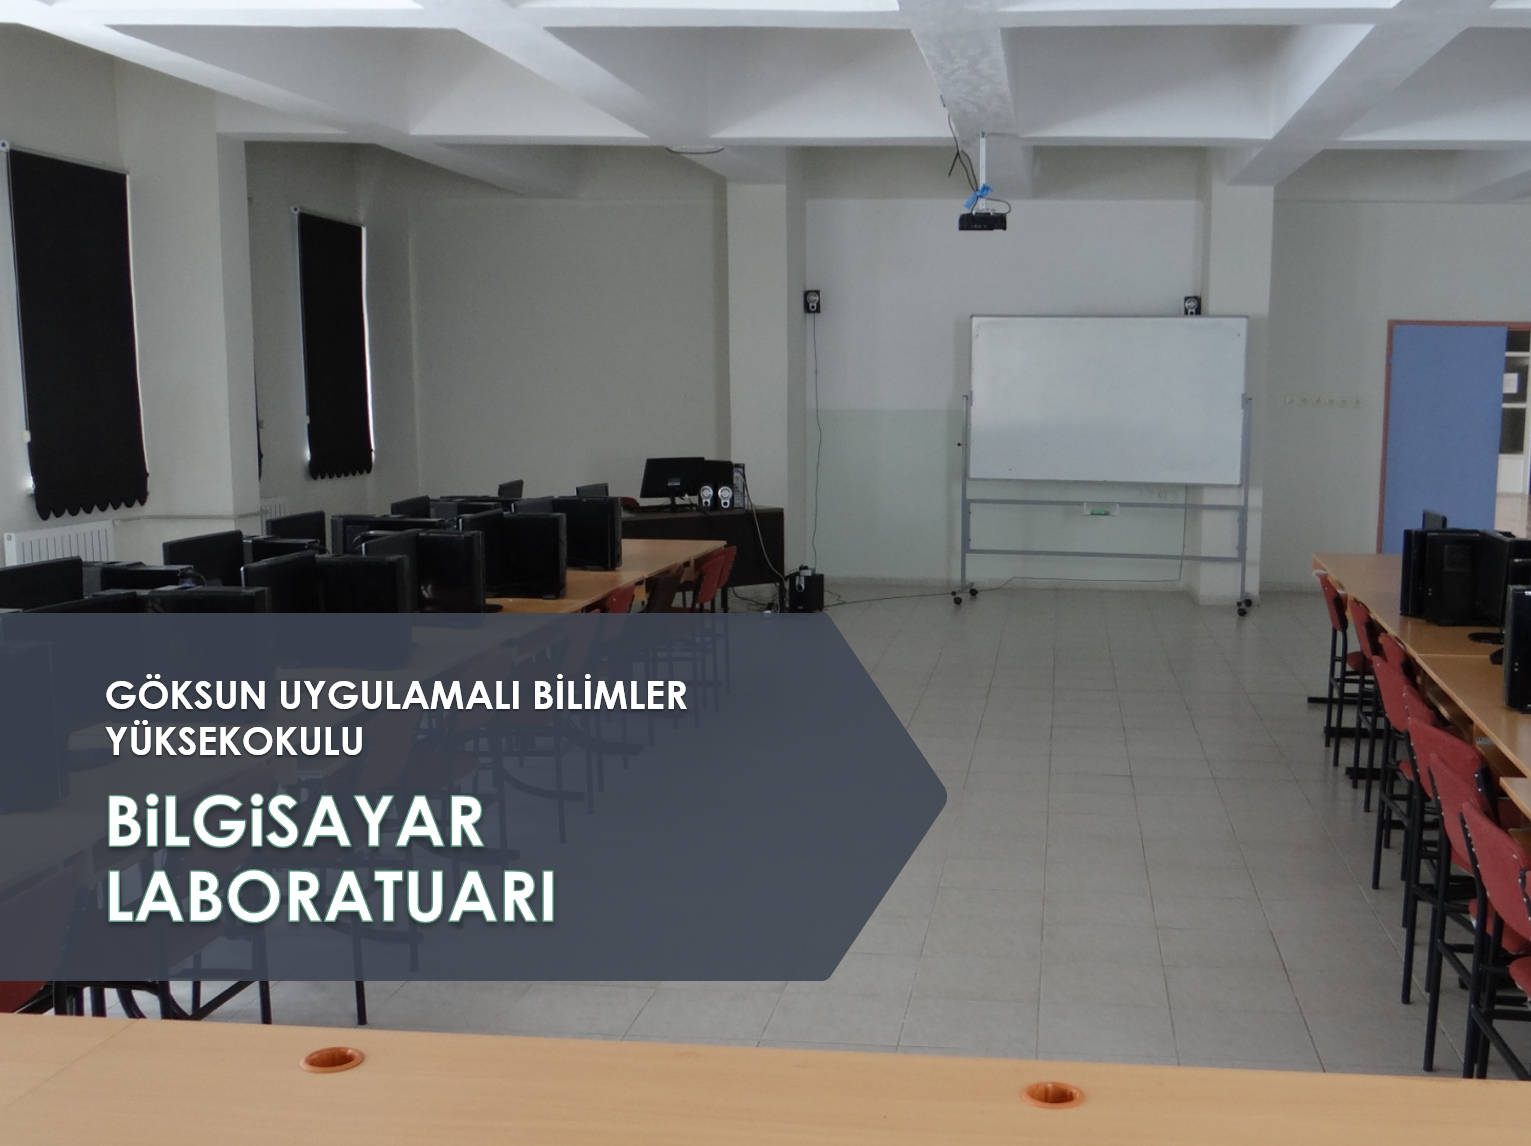 GÖKSUN UYGULAMALI BİLİMLER
YÜKSEKOKULU
BiLGiSAYAR
LABORATUARI